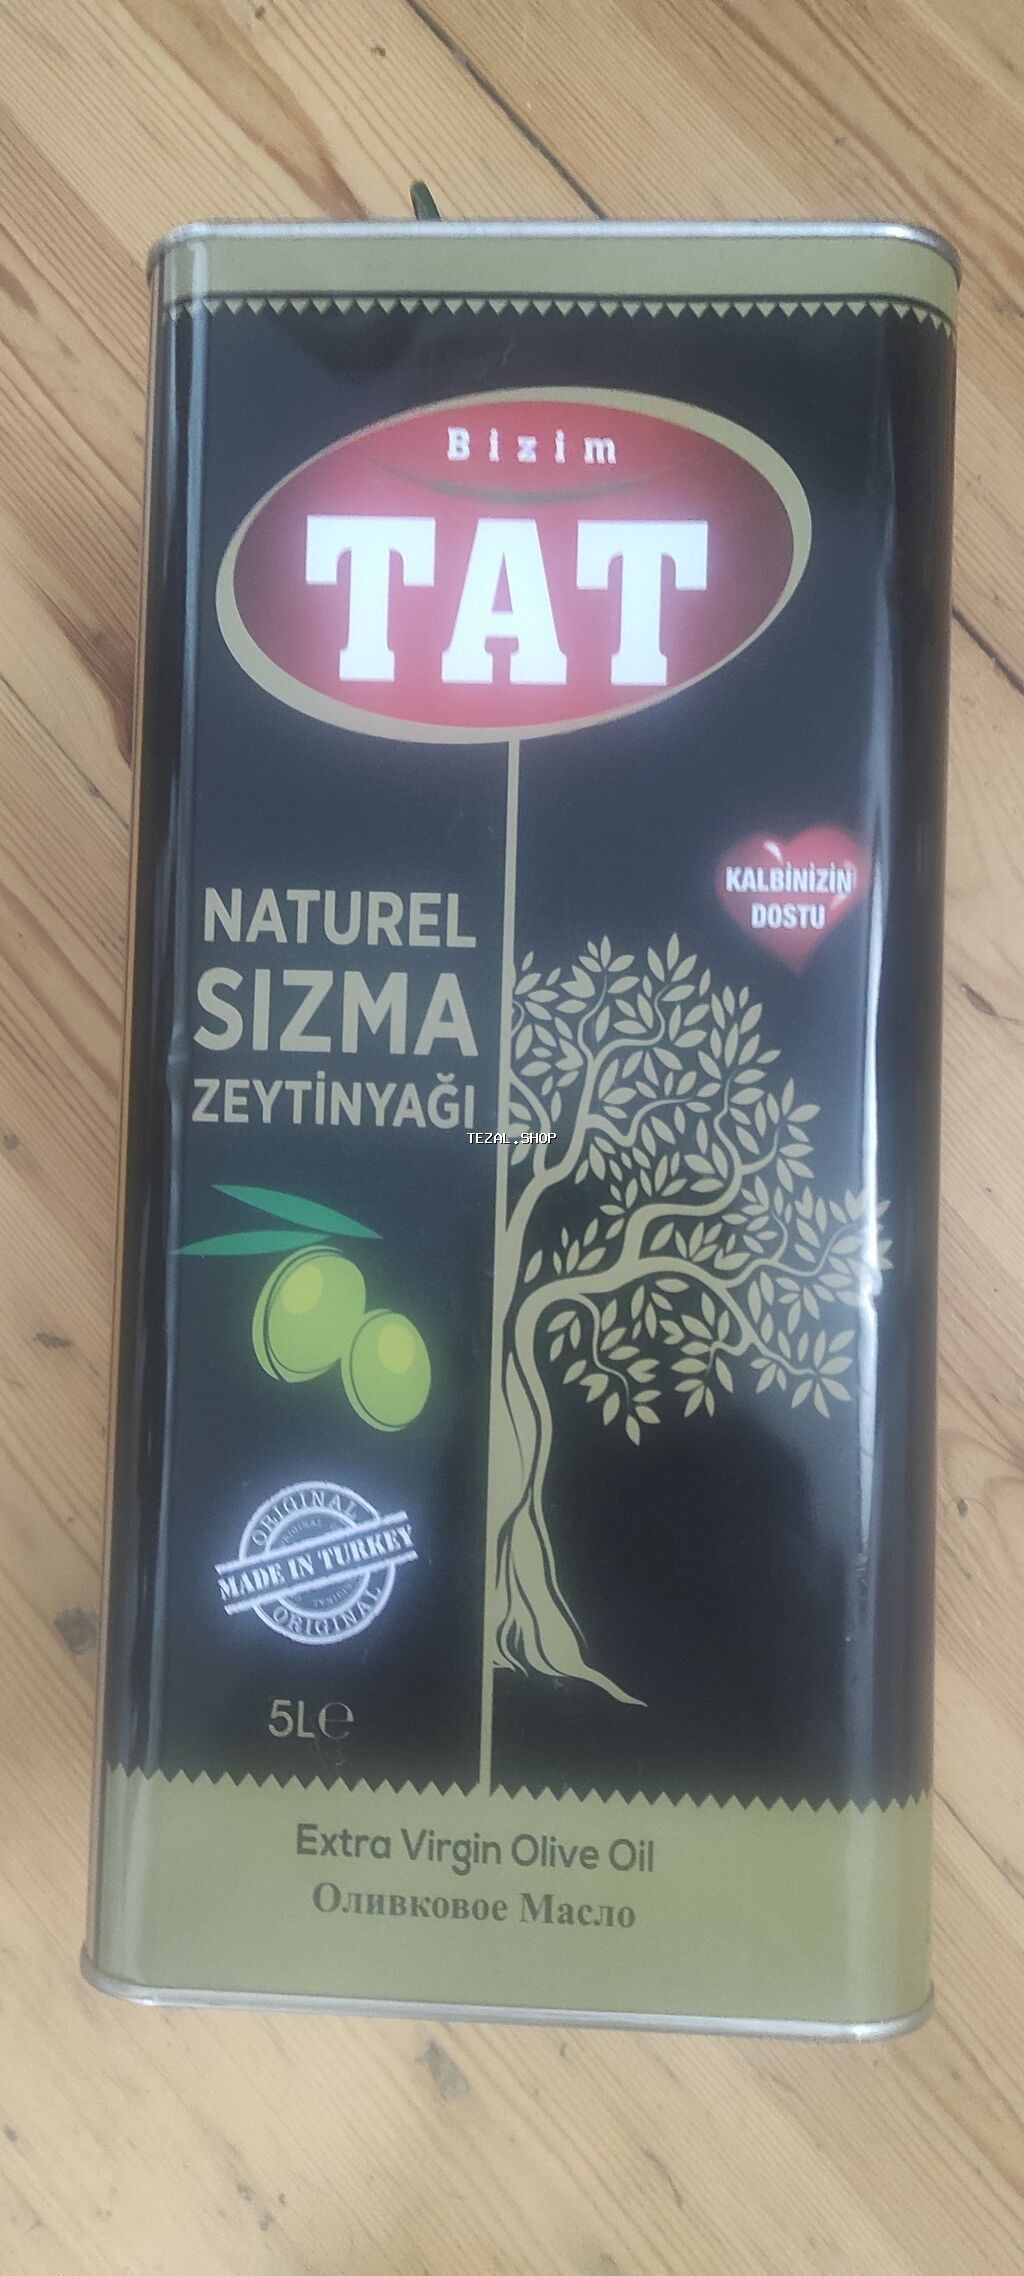 Bizim
TAT
KALBİNİZİN
DOSTU
NATUREL
SIZMA
ZEYTİNYAĞI
TEZAL.SHOP
ORIGINAL
MADE IN TURKEY
ORIGINAL
5L℮
Extra Virgin Olive Oil
Оливковое Масло